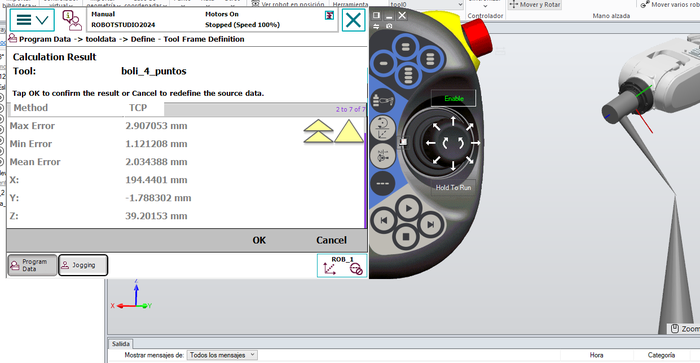 Ver robot en posición
tool0
Mover y Rotar
Mover varios rob
Controlador
Mano alzada
Manual
ROBOTSTUDIO2024
Motors On
Stopped (Speed 100%)
Program Data -> tooldata -> Define - Tool Frame Definition
Calculation Result
Tool: boli_4_puntos
Tap OK to confirm the result or Cancel to redefine the source data.
Method TCP 2 to 7 of 7
Max Error 2.907053 mm
Min Error 1.121208 mm
Mean Error 2.034388 mm
X: 194.4401 mm
Y: -1.788302 mm
Z: 39.20153 mm
OK Cancel
Program Data
Jogging
ROB_1
Enable
Hold To Run
Z
X
Y
Zoom
Salida
Mostrar mensajes de: Todos los mensajes
Hora
Categoría